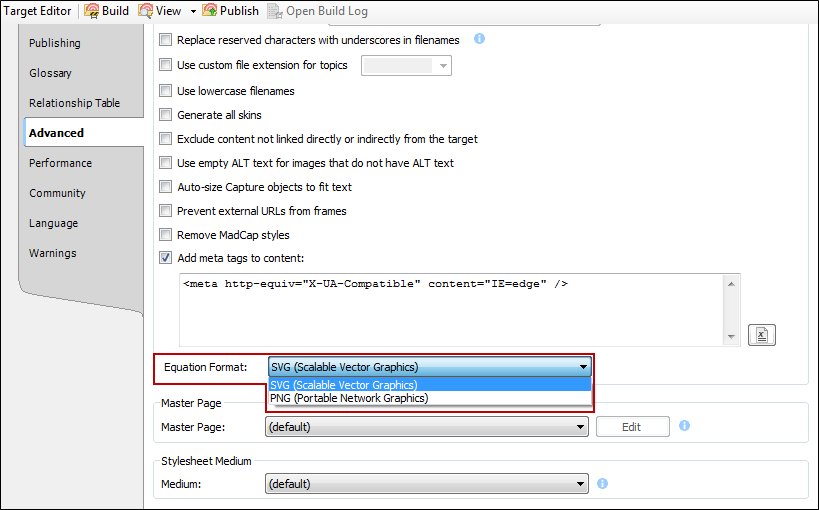 Target Editor Build View Publish Open Build Log
Publishing
Glossary
Relationship Table
Advanced
Performance
Community
Language
Warnings
Replace reserved characters with underscores in filenames
Use custom file extension for topics
Use lowercase filenames
Generate all skins
Exclude content not linked directly or indirectly from the target
Use empty ALT text for images that do not have ALT text
Auto-size Capture objects to fit text
Prevent external URLs from frames
Remove MadCap styles
Add meta tags to content:
<meta http-equiv="X-UA-Compatible" content="IE=edge" />
Equation Format: SVG (Scalable Vector Graphics)
SVG (Scalable Vector Graphics)
PNG (Portable Network Graphics)
Master Page
Master Page: (default) Edit
Stylesheet Medium
Medium: (default)